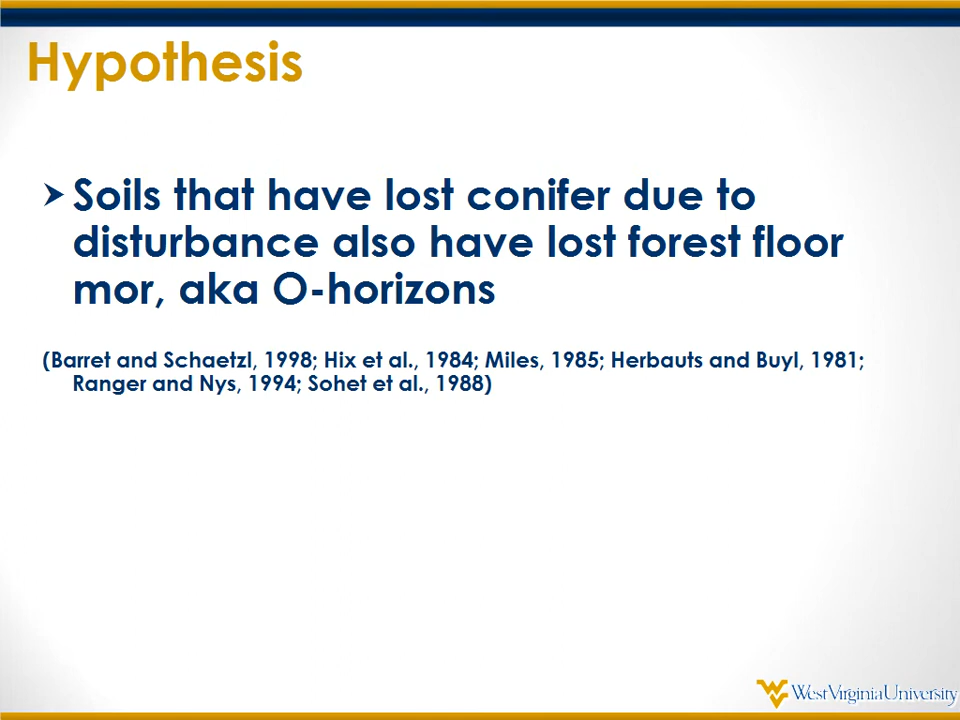 Hypothesis
➤ Soils that have lost conifer due to
disturbance also have lost forest floor
mor, aka O-horizons
(Barret and Schaetzl, 1998; Hix et al., 1984; Miles, 1985; Herbauts and Buyl, 1981;
Ranger and Nys, 1994; Sohet et al., 1988)
WestVirginiaUniversity